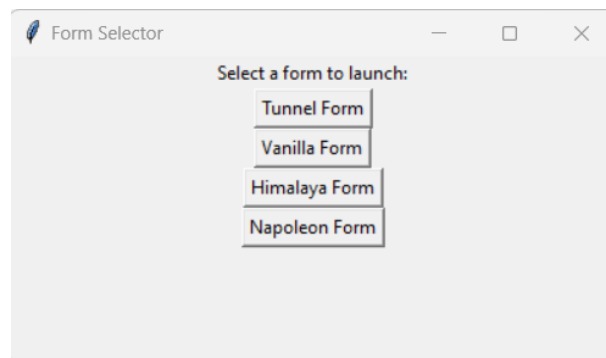 Form Selector
Select a form to launch:
Tunnel Form
Vanilla Form
Himalaya Form
Napoleon Form